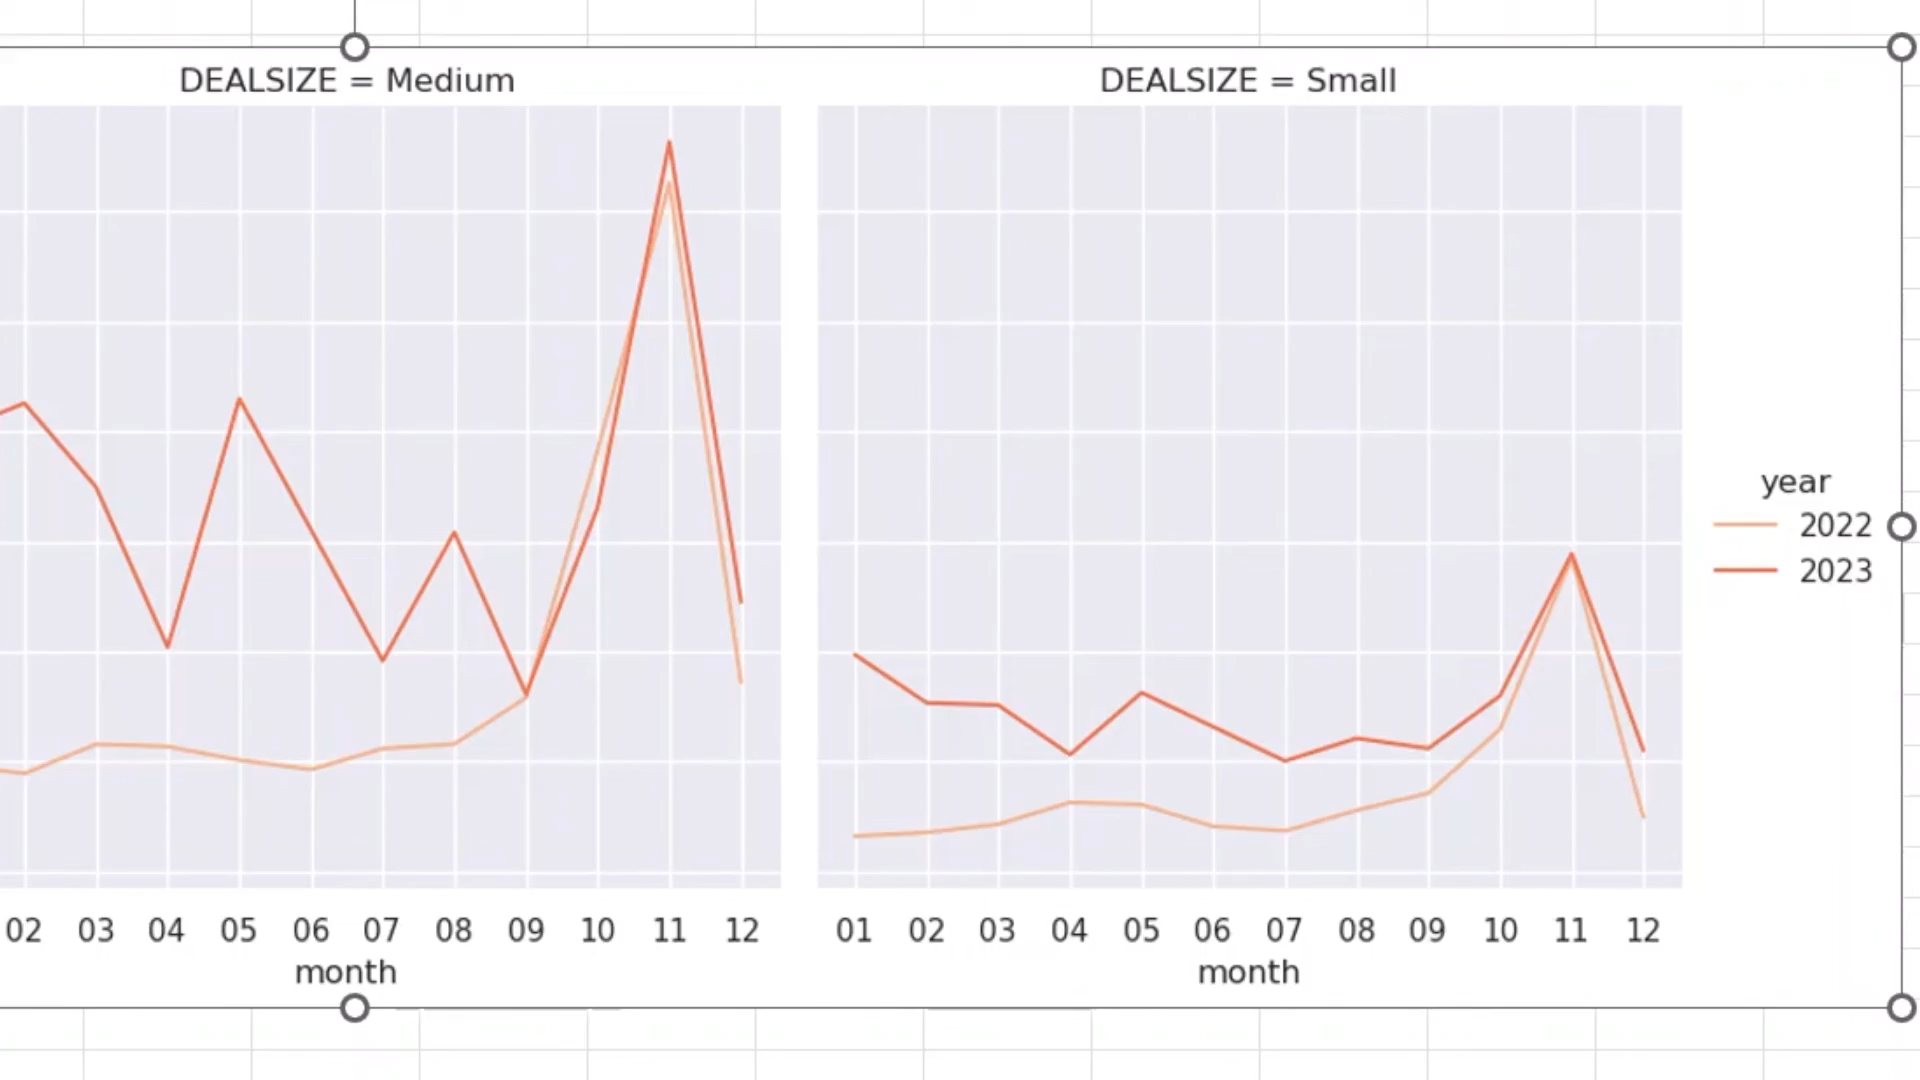 DEALSIZE = Medium
DEALSIZE = Small
year
2022
2023
02 03 04 05 06 07 08 09 10 11 12
month
01 02 03 04 05 06 07 08 09 10 11 12
month